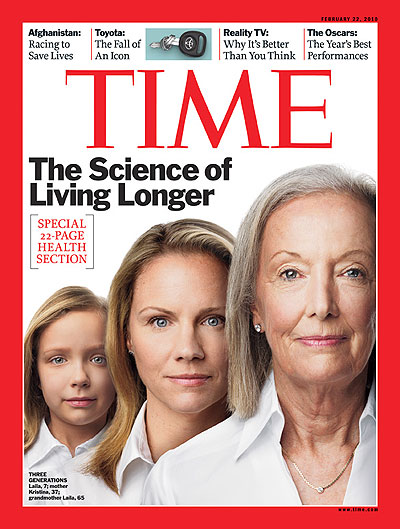 FEBRUARY 22, 2010
Afghanistan:
Racing to
Save Lives
Toyota:
The Fall of
An Icon
Reality TV:
Why It's Better
Than You Think
The Oscars:
The Year's Best
Performances
TIME
The Science of
Living Longer
SPECIAL
22-PAGE
HEALTH
SECTION
THREE
GENERATIONS
Laila, 7; mother
Kristina, 37;
grandmother Laila, 65
www.time.com